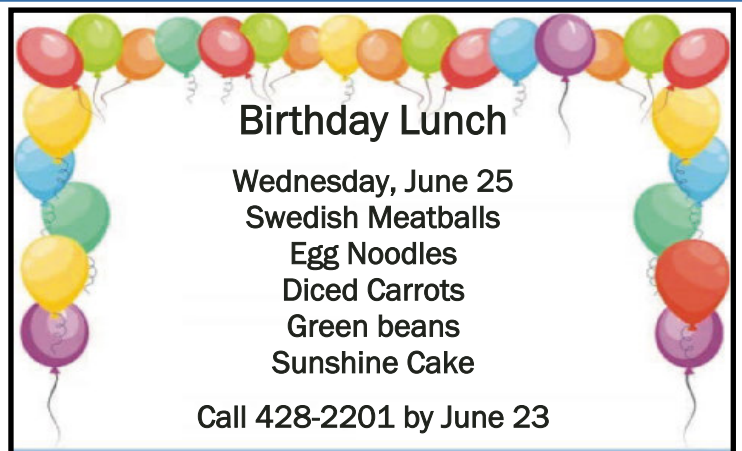 Birthday Lunch
Wednesday, June 25
Swedish Meatballs
Egg Noodles
Diced Carrots
Green beans
Sunshine Cake
Call 428-2201 by June 23